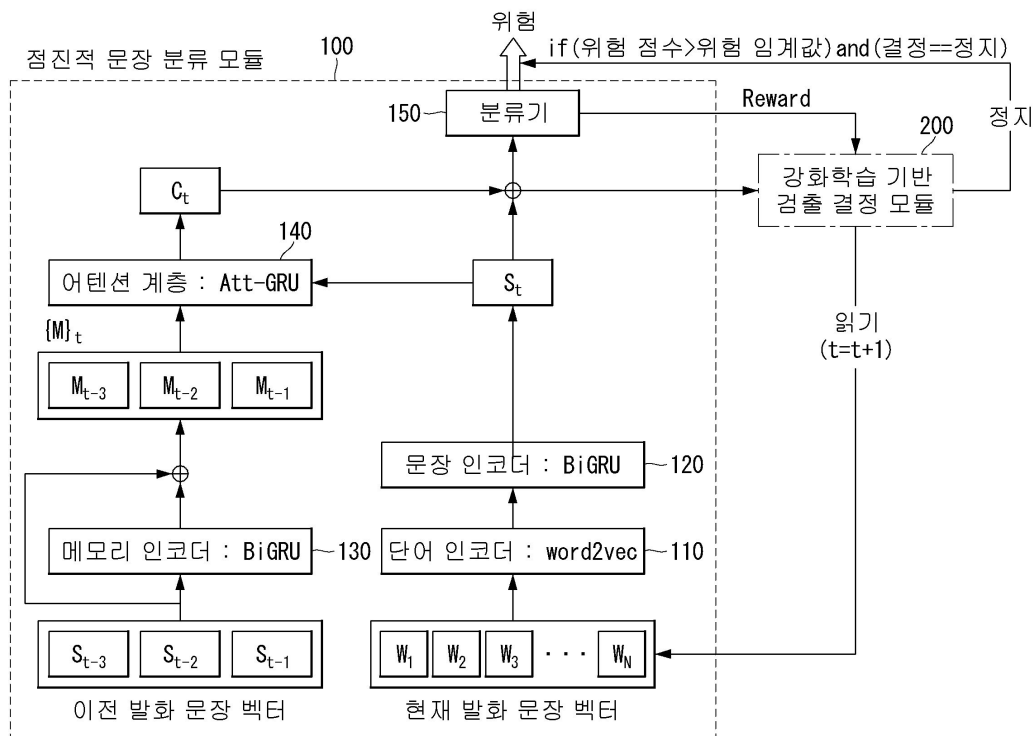 위험
if(위험 점수>위험 임계값)and(결정==정지)
점진적 문장 분류 모듈
100
150
분류기
Reward
정지
200
강화학습 기반
검출 결정 모듈
C_t
140
어텐션 계층 : Att-GRU
S_t
읽기
(t=t+1)
{M}_t
M_t-3 M_t-2 M_t-1
문장 인코더 : BiGRU
120
메모리 인코더 : BiGRU
130
단어 인코더 : word2vec
110
S_t-3 S_t-2 S_t-1
W_1 W_2 W_3 ··· W_N
이전 발화 문장 벡터
현재 발화 문장 벡터